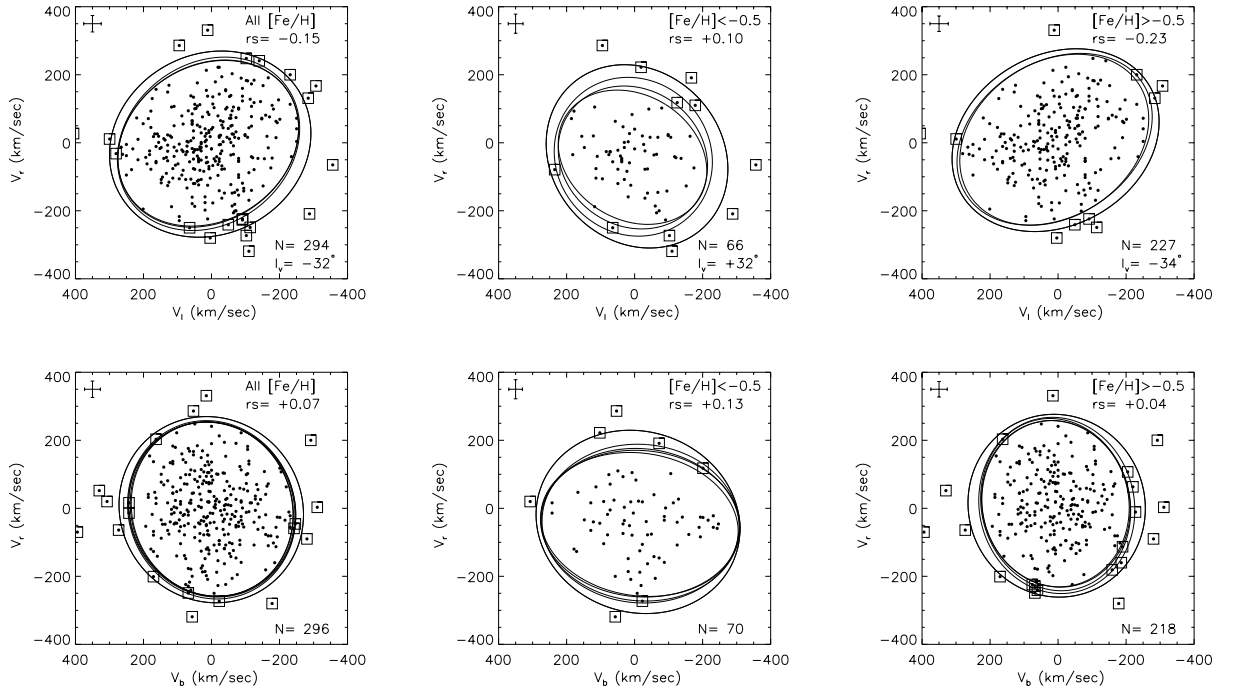 All [Fe/H]
rs= −0.15
400
200
0
−200
−400
V_r (km/sec)
N= 294
l_v= −32°
400 200 0 −200 −400
V_l (km/sec)
[Fe/H]<−0.5
rs= +0.10
400
200
0
−200
−400
V_r (km/sec)
N= 66
l_v= +32°
400 200 0 −200 −400
V_l (km/sec)
[Fe/H]>−0.5
rs= −0.23
400
200
0
−200
−400
V_r (km/sec)
N= 227
l_v= −34°
400 200 0 −200 −400
V_l (km/sec)
All [Fe/H]
rs= +0.07
400
200
0
−200
−400
V_r (km/sec)
N= 296
400 200 0 −200 −400
V_b (km/sec)
[Fe/H]<−0.5
rs= +0.13
400
200
0
−200
−400
V_r (km/sec)
N= 70
400 200 0 −200 −400
V_b (km/sec)
[Fe/H]>−0.5
rs= +0.04
400
200
0
−200
−400
V_r (km/sec)
N= 218
400 200 0 −200 −400
V_b (km/sec)